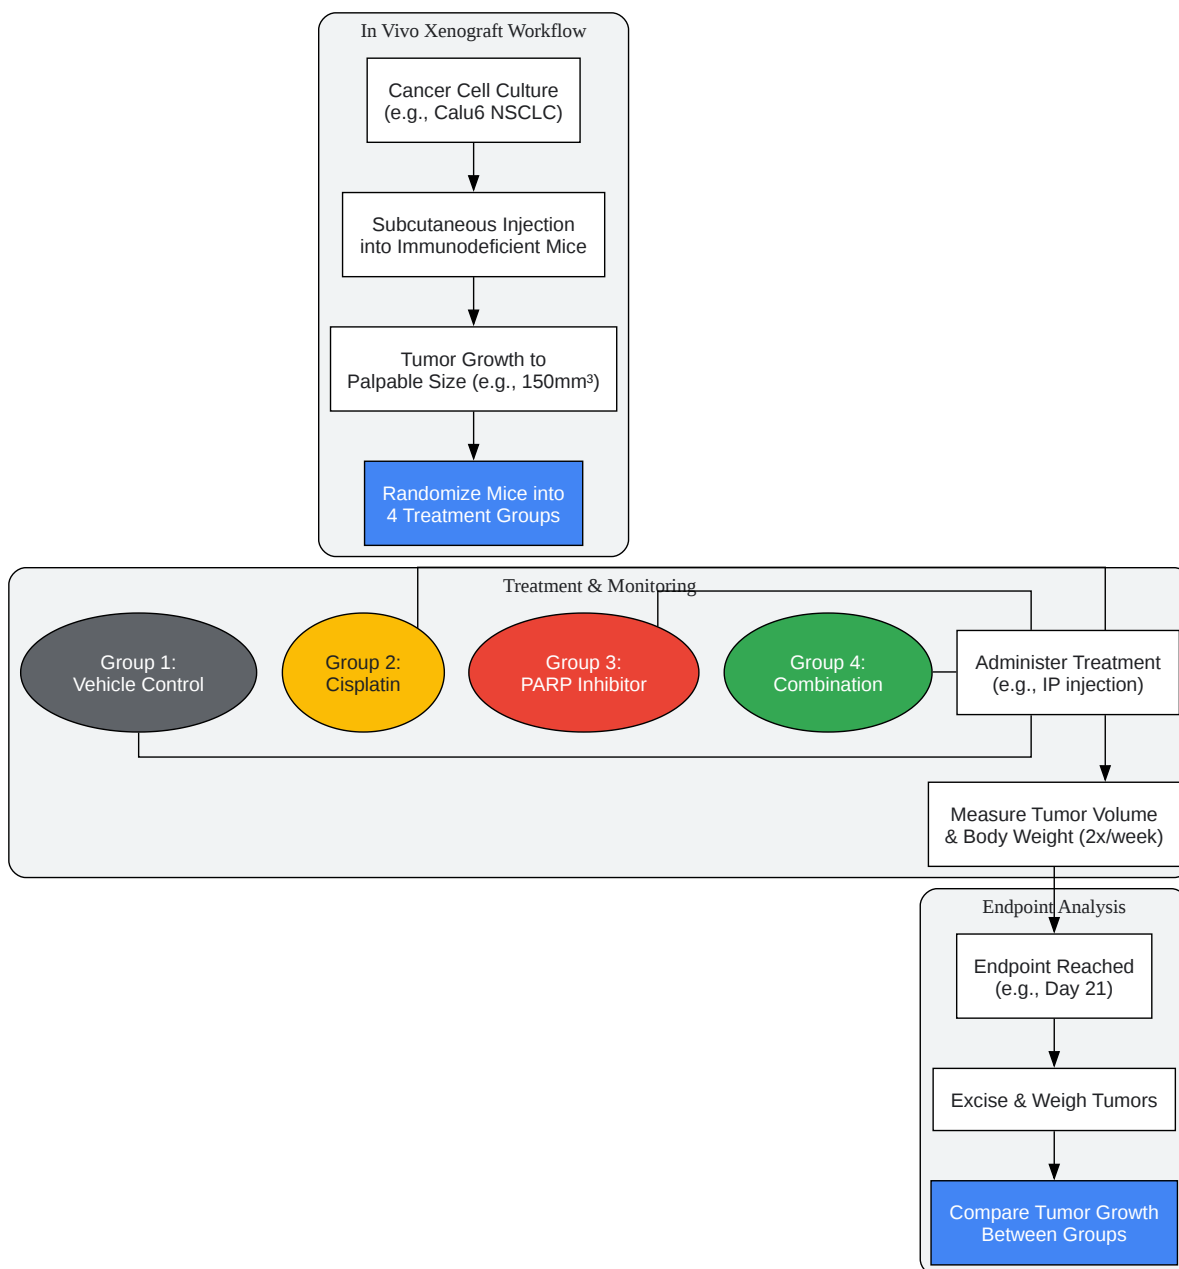 In Vivo Xenograft Workflow
Cancer Cell Culture
(e.g., Calu6 NSCLC)
Subcutaneous Injection
into Immunodeficient Mice
Tumor Growth to
Palpable Size (e.g., 150mm³)
Randomize Mice into
4 Treatment Groups
Treatment & Monitoring
Group 1:
Vehicle Control
Group 2:
Cisplatin
Group 3:
PARP Inhibitor
Group 4:
Combination
Administer Treatment
(e.g., IP injection)
Measure Tumor Volume
& Body Weight (2x/week)
Endpoint Analysis
Endpoint Reached
(e.g., Day 21)
Excise & Weigh Tumors
Compare Tumor Growth
Between Groups